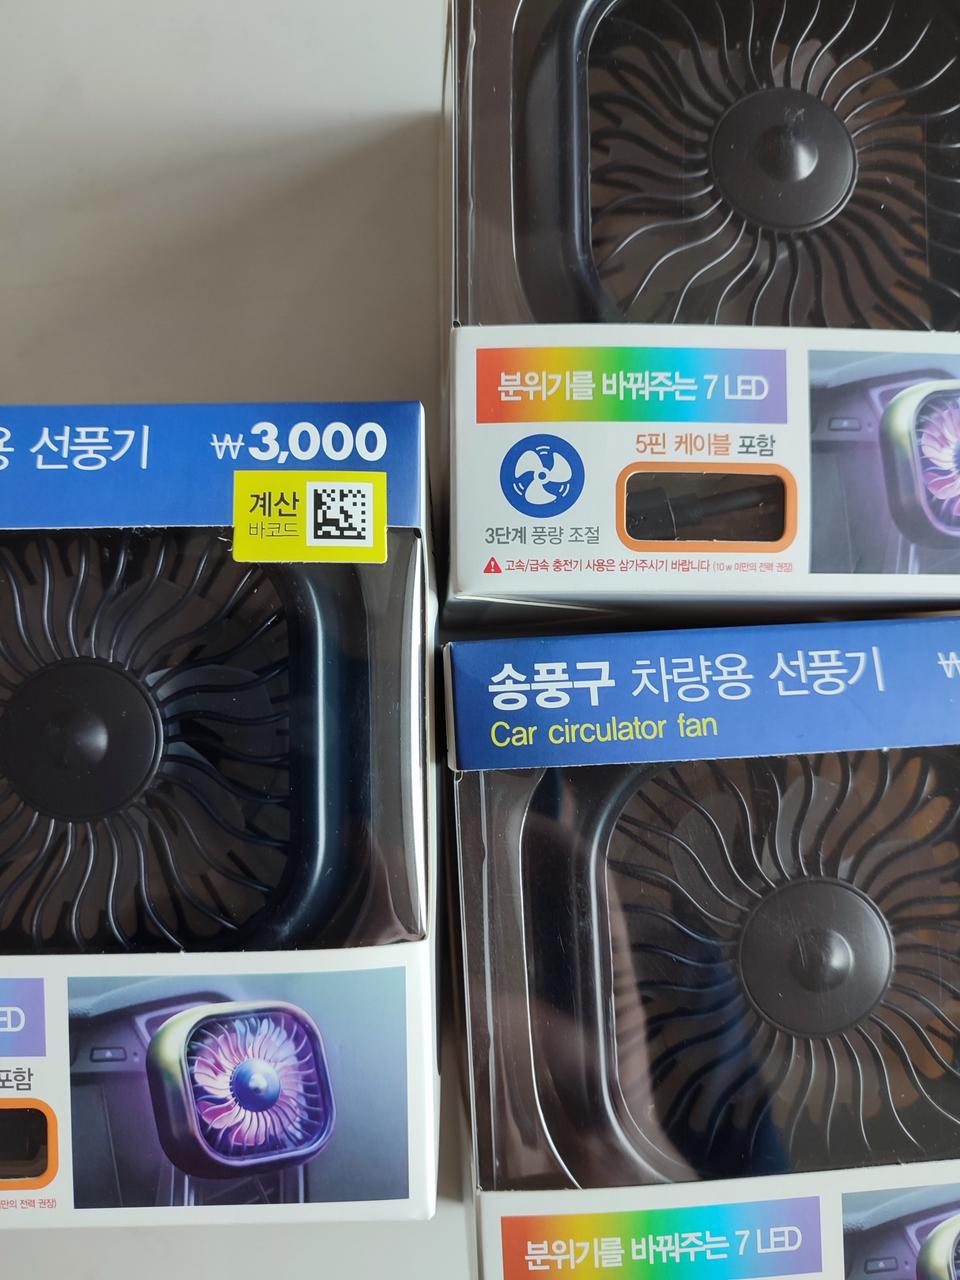 분위기를 바꿔주는 7 LED
5핀 케이블 포함
3단계 풍량 조절
고속/급속 충전기 사용은 삼가주시기 바랍니다 (10w 미만의 전력 권장)
용 선풍기 ₩3,000
계산
바코드
ED
포함
미만의 전력 권장)
송풍구 차량용 선풍기 ₩
Car circulator fan
분위기를 바꿔주는 7 LED